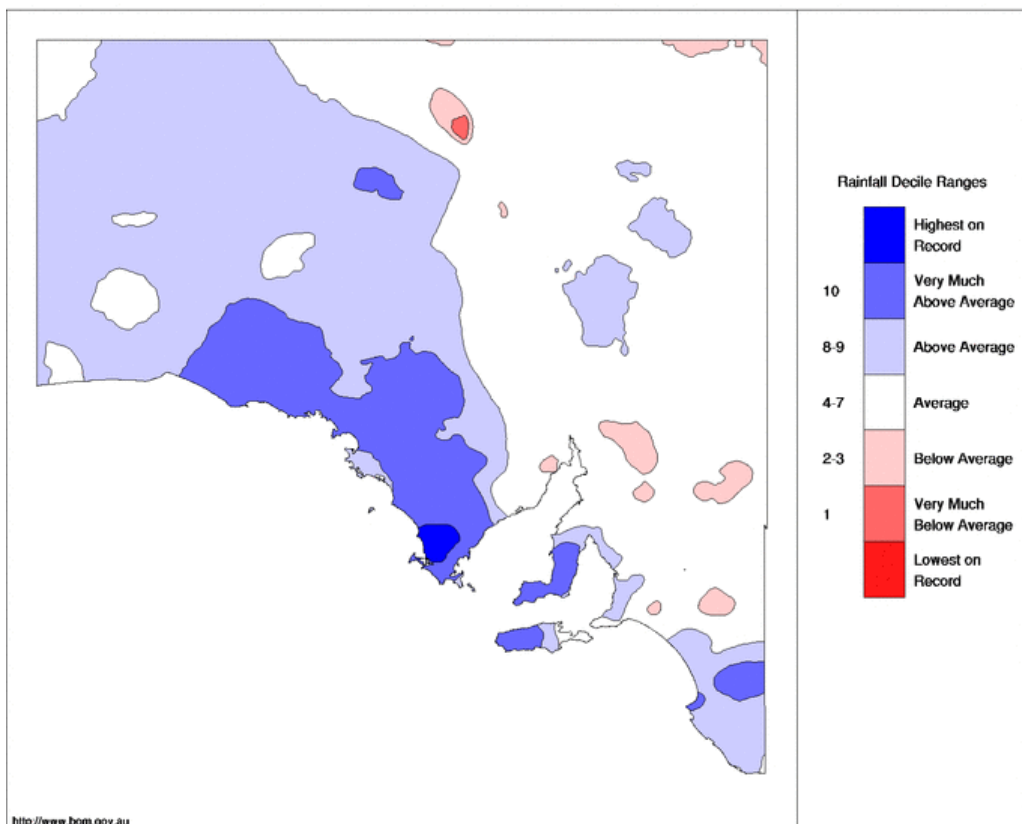 Rainfall Decile Ranges
Highest on
Record
10
Very Much
Above Average
8-9
Above Average
4-7
Average
2-3
Below Average
1
Very Much
Below Average
Lowest on
Record
http://www.bom.gov.au